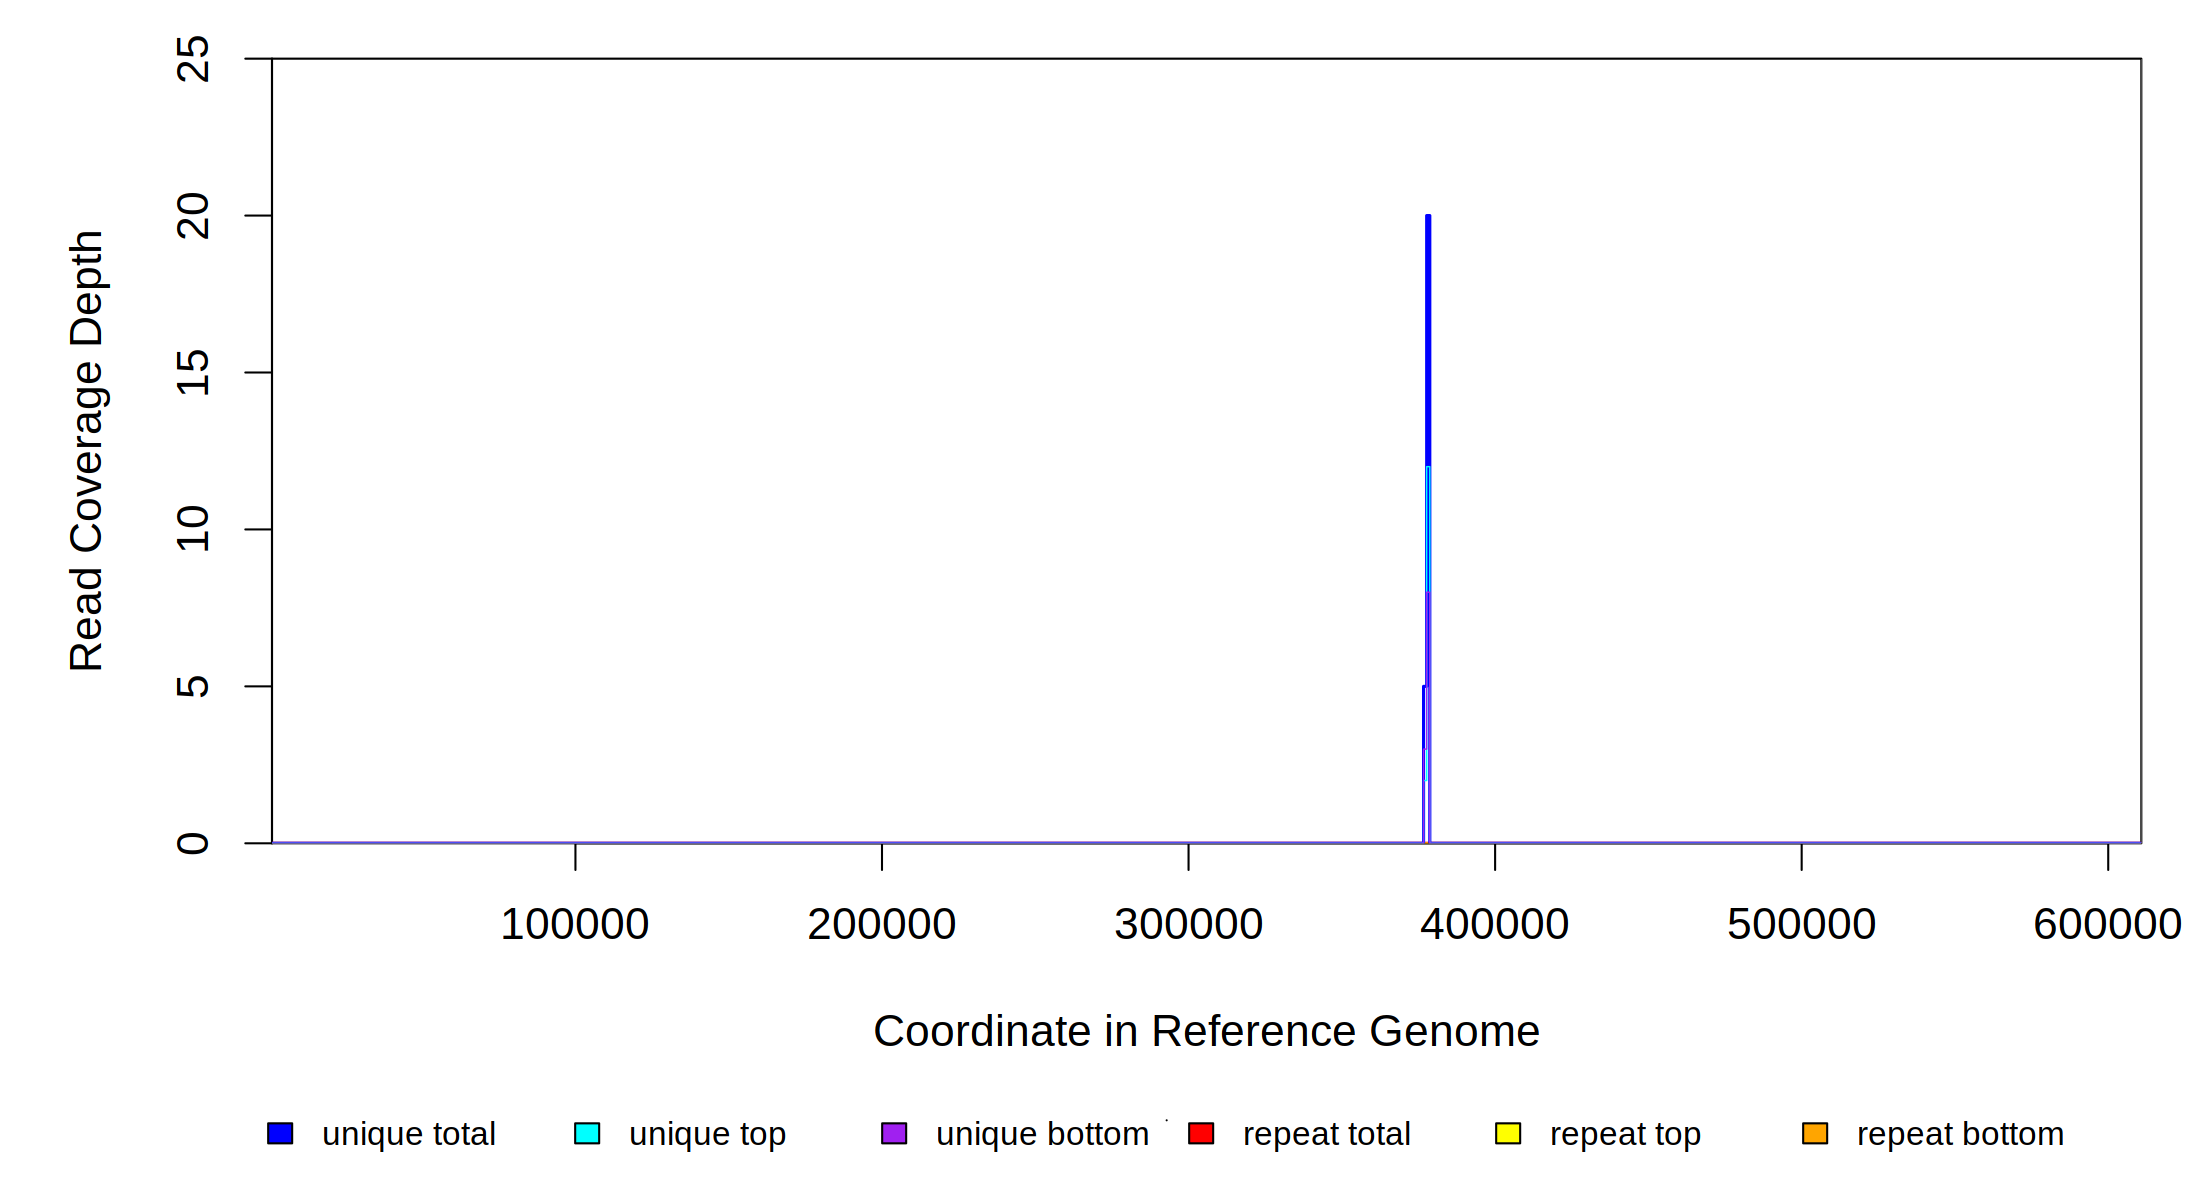 25
20
15
10
5
0
Read Coverage Depth
100000 200000 300000 400000 500000 600000
Coordinate in Reference Genome
unique total unique top unique bottom repeat total repeat top repeat bottom